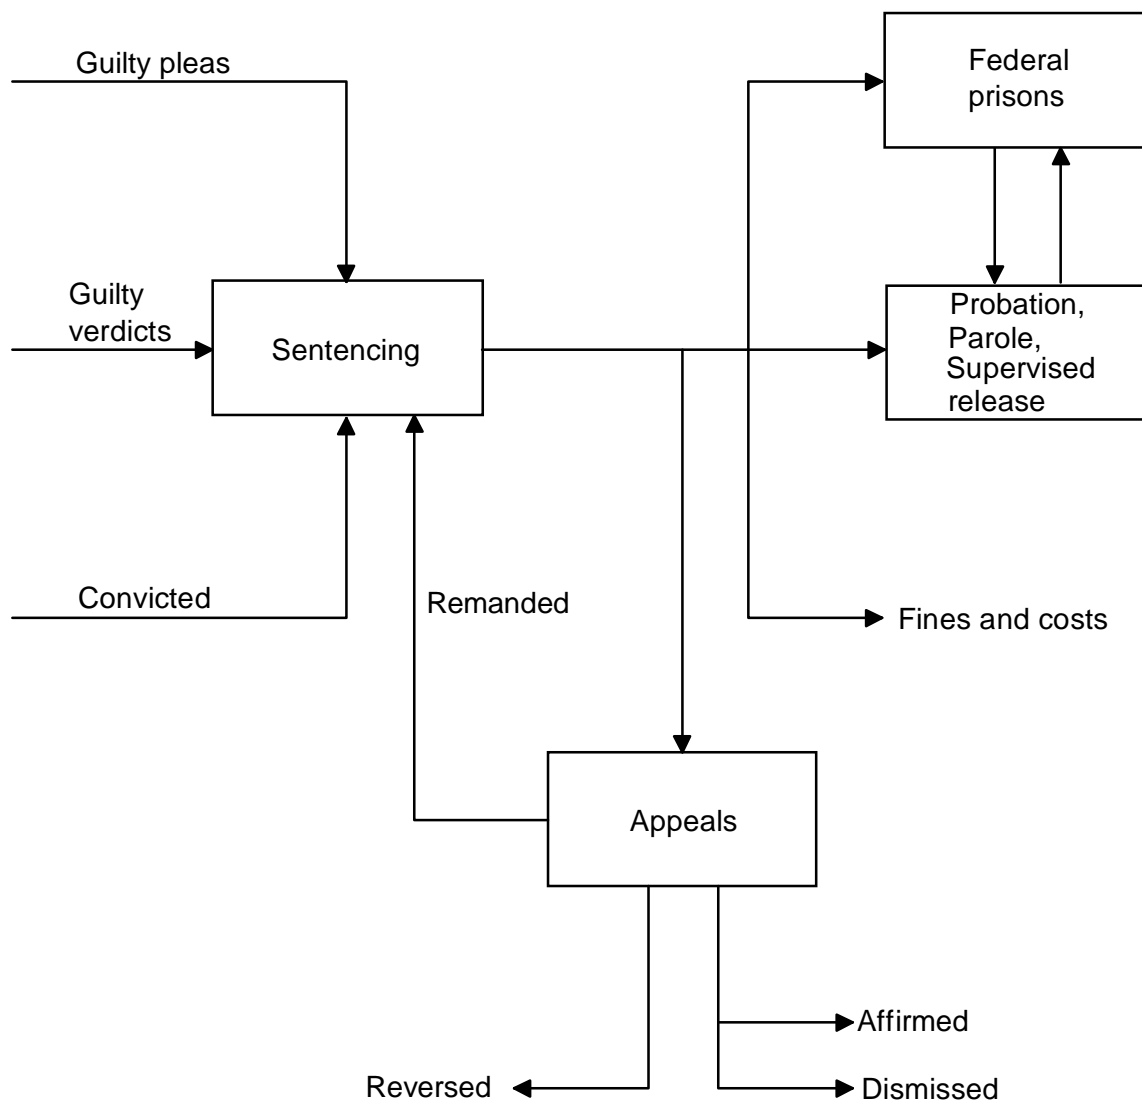 Guilty pleas
Federal
prisons
Guilty
verdicts
Sentencing
Probation,
Parole,
Supervised
release
Convicted
Remanded
Fines and costs
Appeals
Affirmed
Reversed
Dismissed